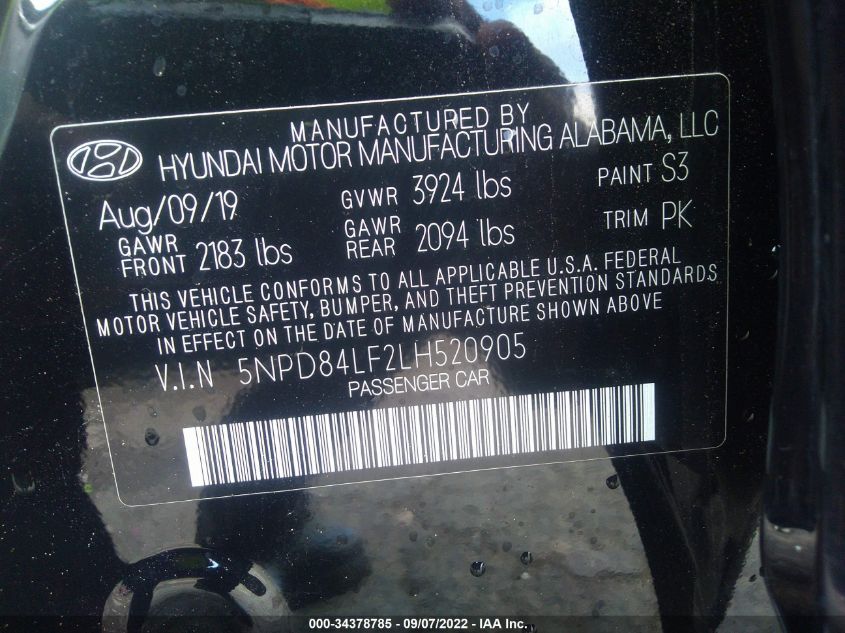 MANUFACTURED BY
HYUNDAI MOTOR MANUFACTURING ALABAMA, LLC
Aug/09/19 GVWR 3924 lbs PAINT S3
GAWR FRONT 2183 lbs GAWR REAR 2094 lbs TRIM PK
THIS VEHICLE CONFORMS TO ALL APPLICABLE U.S.A. FEDERAL
MOTOR VEHICLE SAFETY, BUMPER, AND THEFT PREVENTION STANDARDS
IN EFFECT ON THE DATE OF MANUFACTURE SHOWN ABOVE
V.I.N 5NPD84LF2LH520905
PASSENGER CAR
000-34378785 - 09/07/2022 - IAA Inc.